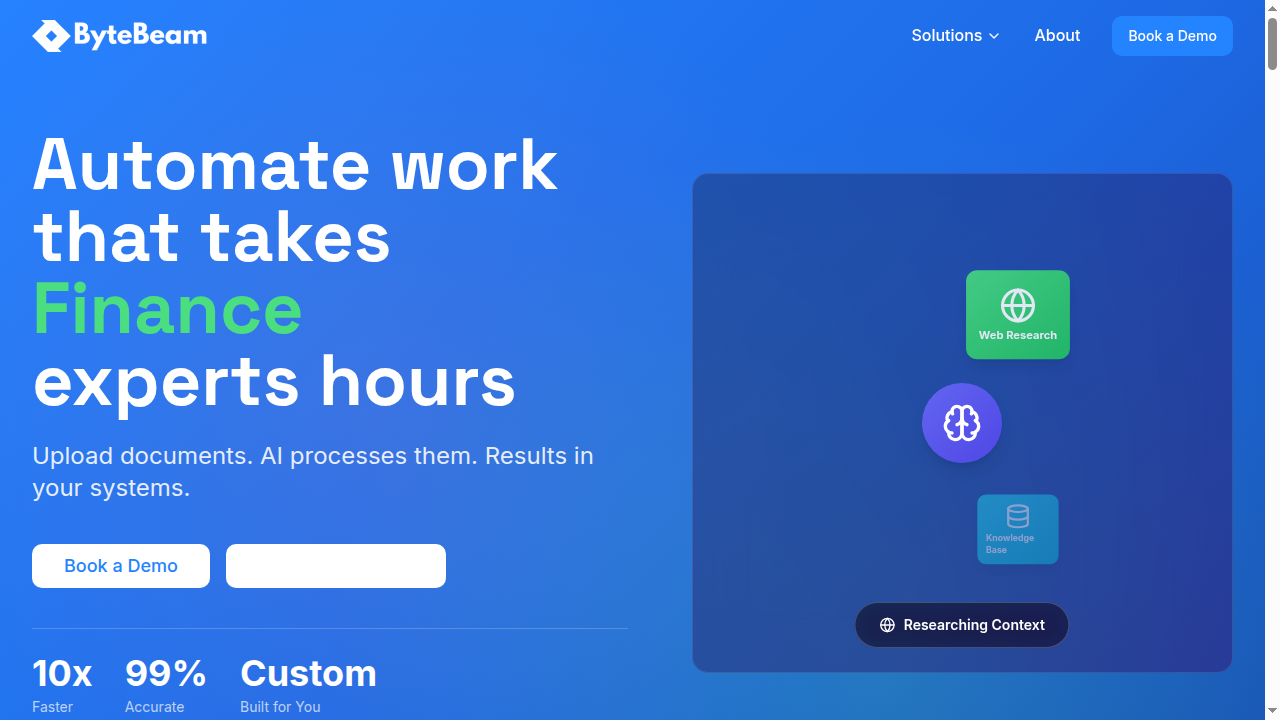 ByteBeam
Solutions
About
Book a Demo
Automate work
that takes
Finance
experts hours
Upload documents. AI processes them. Results in
your systems.
Book a Demo
10x
Faster
99%
Accurate
Custom
Built for You
Web Research
Knowledge
Base
Researching Context